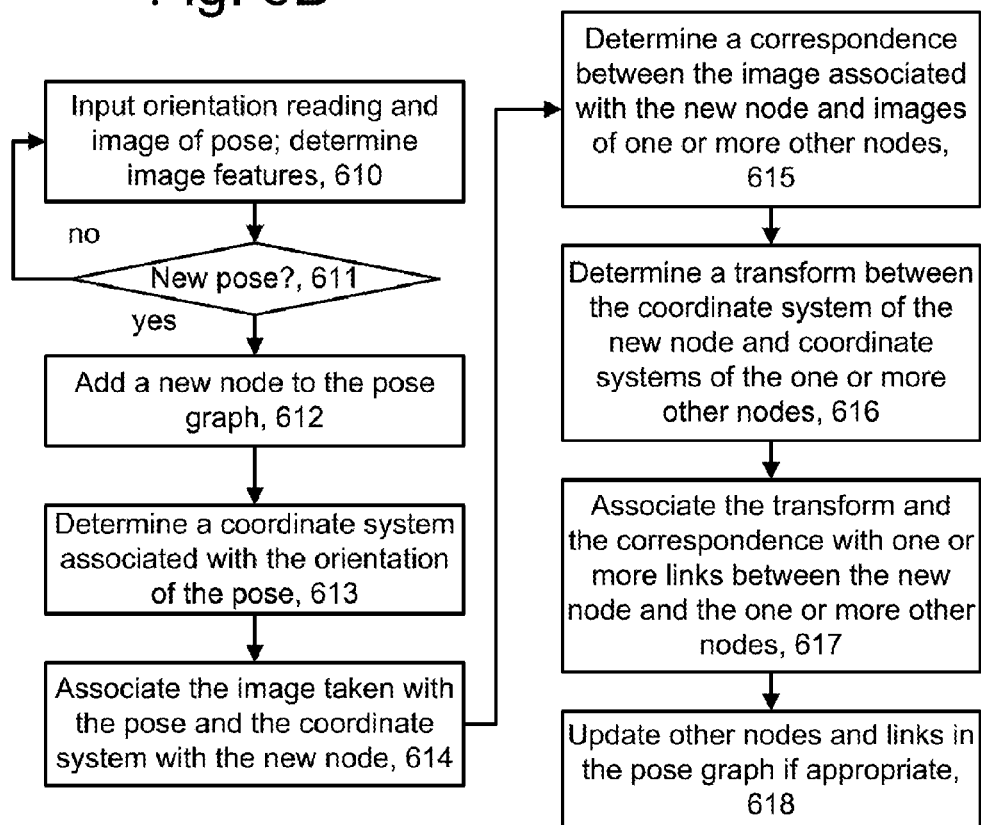 Input orientation reading and
image of pose; determine
image features, 610
no
New pose?, 611
yes
Add a new node to the pose
graph, 612
Determine a coordinate system
associated with the orientation
of the pose, 613
Associate the image taken with
the pose and the coordinate
system with the new node, 614
Determine a correspondence
between the image associated
with the new node and images
of one or more other nodes,
615
Determine a transform between
the coordinate system of the
new node and coordinate
systems of the one or more
other nodes, 616
Associate the transform and
the correspondence with one or
more links between the new
node and the one or more other
nodes, 617
Update other nodes and links in
the pose graph if appropriate,
618